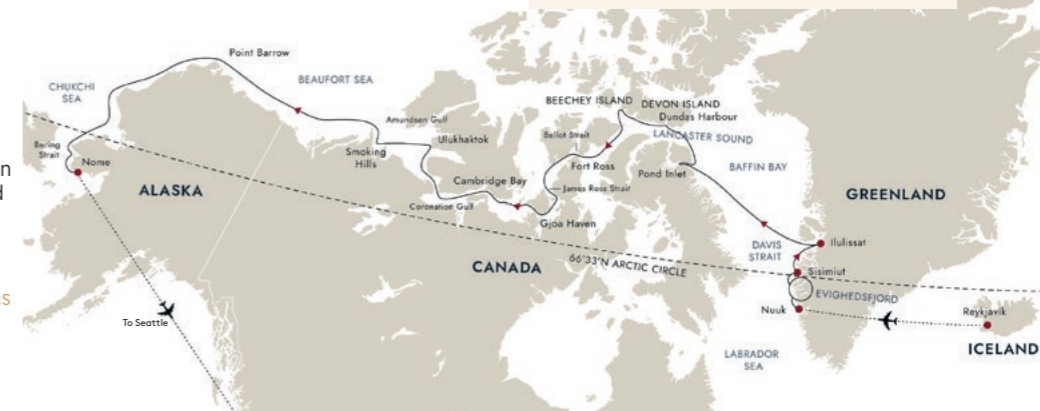 Point Barrow
CHUKCHI
SEA
BEAUFORT SEA
BEECHEY ISLAND
DEVON ISLAND
Dundas Harbour
Amundsen Gulf
Ulukhaktok
Bellot Strait
LANCASTER SOUND
Bering
Strait
Nome
Smoking
Hills
Fort Ross
Pond Inlet
BAFFIN BAY
ALASKA
Cambridge Bay
James Ross Strait
GREENLAND
Coronation Gulf
Gjoa Haven
DAVIS
STRAIT
Ilulissat
CANADA
66°33'N ARCTIC CIRCLE
Sisimiut
EVIGHEDSFJORD
To Seattle
Nuuk
Reykjavik
ICELAND
LABRADOR
SEA